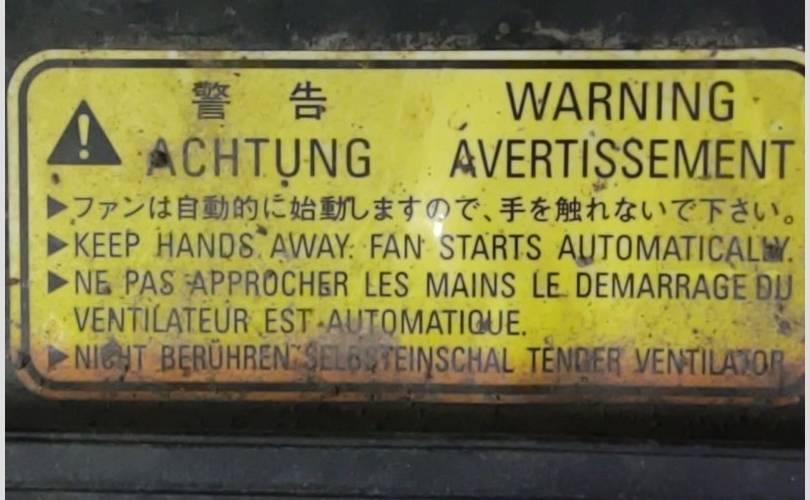 警告 WARNING
ACHTUNG AVERTISSEMENT
▶ファンは自動的に始動しますので、手を触れないで下さい。
▶KEEP HANDS AWAY. FAN STARTS AUTOMATICALLY.
▶NE PAS APPROCHER LES MAINS LE DEMARRAGE DU
VENTILATEUR EST AUTOMATIQUE.
▶NICHT BERÜHREN SELBSTEINSCHAL TENDER VENTILATOR